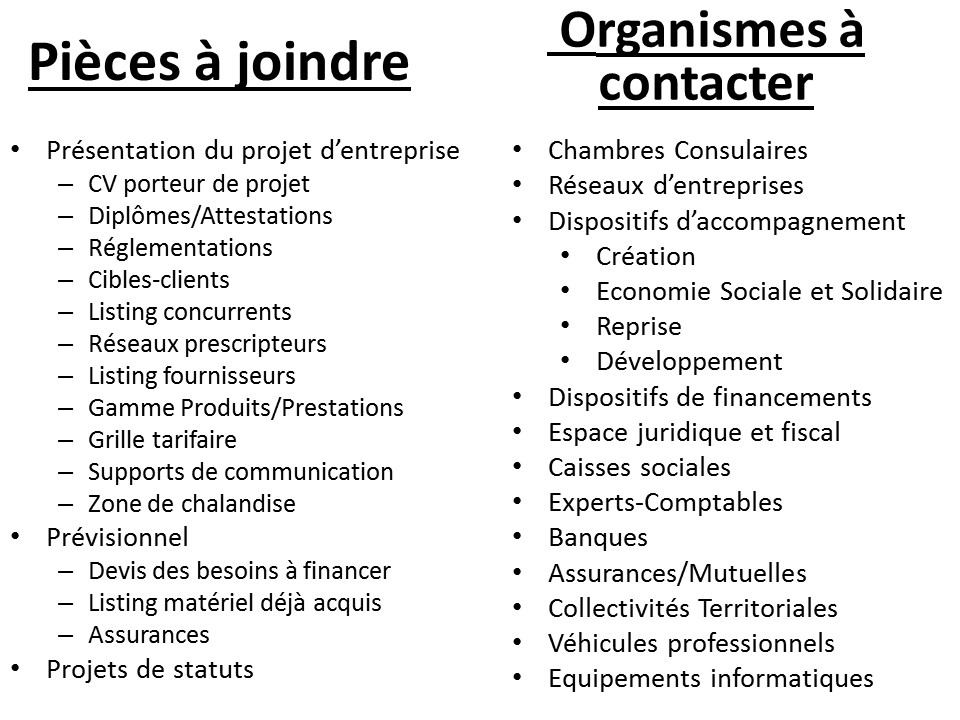 Pièces à joindre
• Présentation du projet d’entreprise
– CV porteur de projet
– Diplômes/Attestations
– Réglementations
– Cibles-clients
– Listing concurrents
– Réseaux prescripteurs
– Listing fournisseurs
– Gamme Produits/Prestations
– Grille tarifaire
– Supports de communication
– Zone de chalandise
• Prévisionnel
– Devis des besoins à financer
– Listing matériel déjà acquis
– Assurances
• Projets de statuts
Organismes à
contacter
• Chambres Consulaires
• Réseaux d’entreprises
• Dispositifs d’accompagnement
• Création
• Economie Sociale et Solidaire
• Reprise
• Développement
• Dispositifs de financements
• Espace juridique et fiscal
• Caisses sociales
• Experts-Comptables
• Banques
• Assurances/Mutuelles
• Collectivités Territoriales
• Véhicules professionnels
• Equipements informatiques